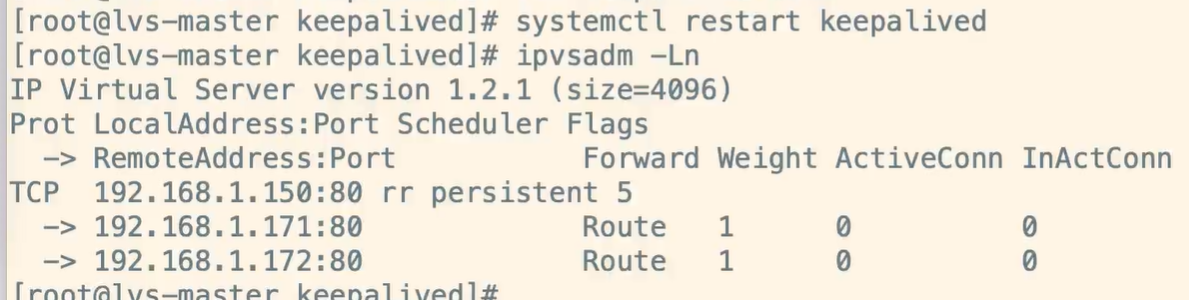 [root@lvs-master keepalived]# systemctl restart keepalived
[root@lvs-master keepalived]# ipvsadm -Ln
IP Virtual Server version 1.2.1 (size=4096)
Prot LocalAddress:Port Scheduler Flags
  -> RemoteAddress:Port           Forward Weight ActiveConn InActConn
TCP  192.168.1.150:80 rr persistent 5
  -> 192.168.1.171:80             Route   1      0          0
  -> 192.168.1.172:80             Route   1      0          0
[root@lvs-master keepalived]#